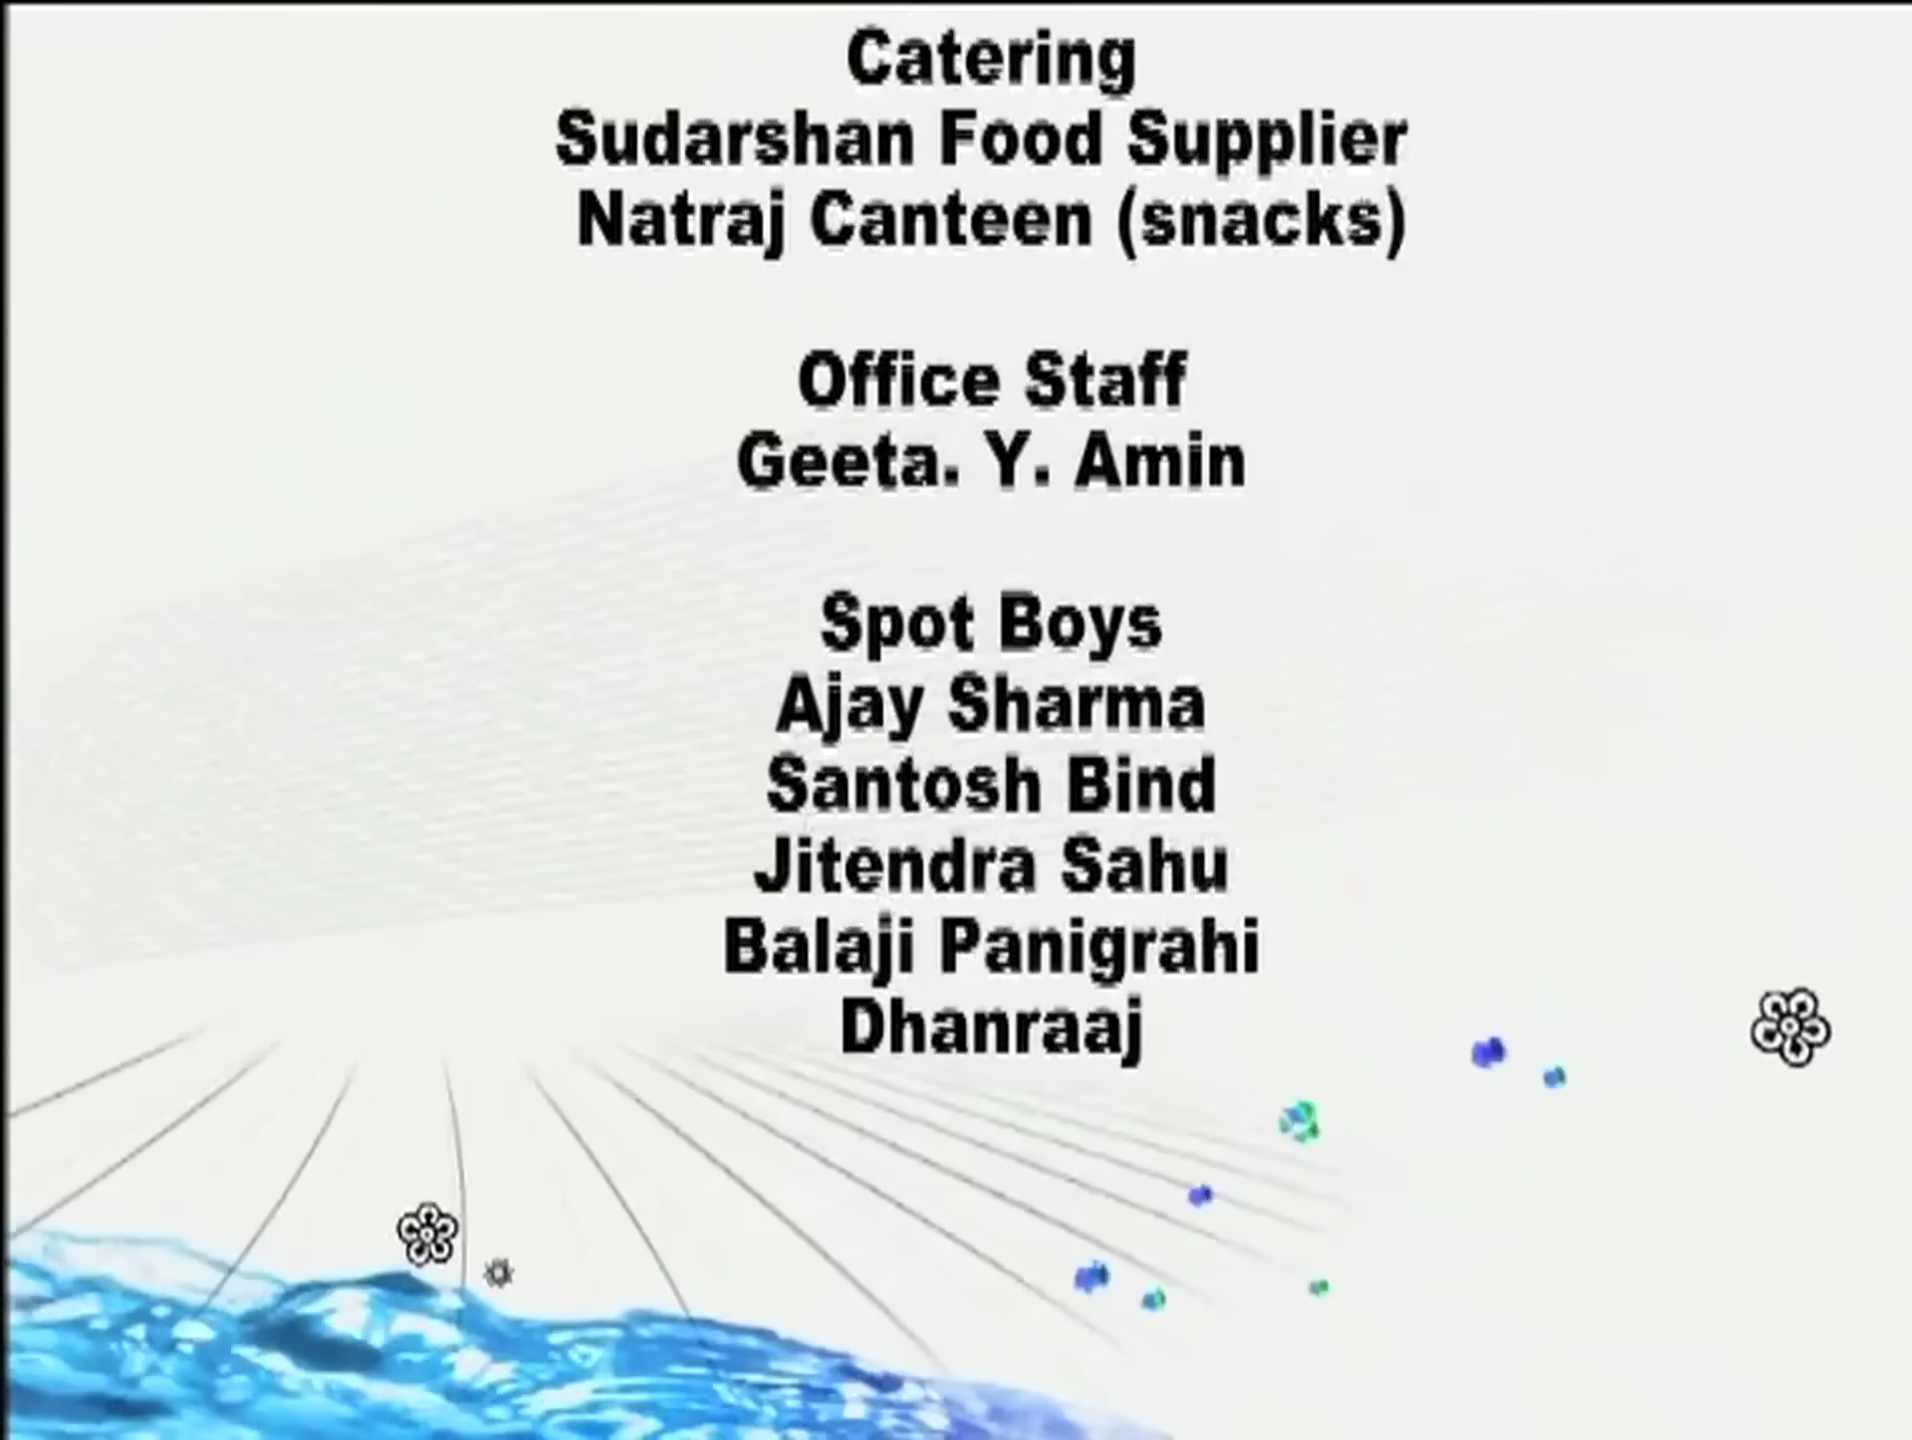 Catering
Sudarshan Food Supplier
Natraj Canteen (snacks)
Office Staff
Geeta. Y. Amin
Spot Boys
Ajay Sharma
Santosh Bind
Jitendra Sahu
Balaji Panigrahi
Dhanraaj